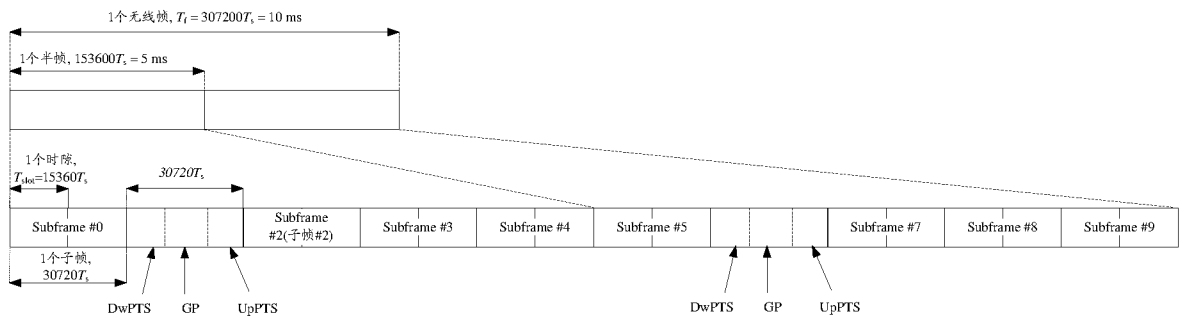 1个无线帧, Tf = 307200Ts = 10 ms
1个半帧, 153600Ts = 5 ms
1个时隙,
Tslot=15360Ts
30720Ts
Subframe #0
Subframe
#2(子帧#2)
Subframe #3
Subframe #4
Subframe #5
Subframe #7
Subframe #8
Subframe #9
1个子帧,
30720Ts
DwPTS
GP
UpPTS
DwPTS
GP
UpPTS